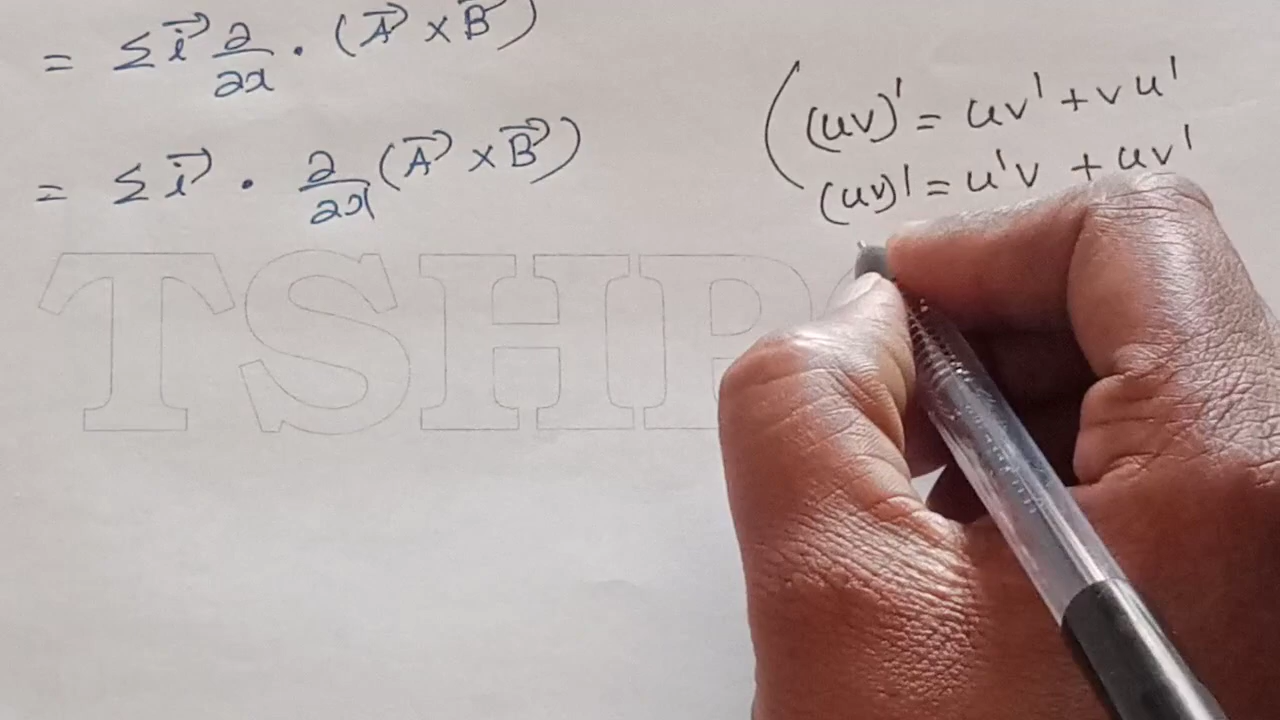 = Σ i⃗ ∂/∂x · (A⃗ × B⃗)
= Σ i⃗ · ∂/∂x (A⃗ × B⃗)
( (uv)' = uv' + vu'
(uv)' = u'v + uv'
TSHP